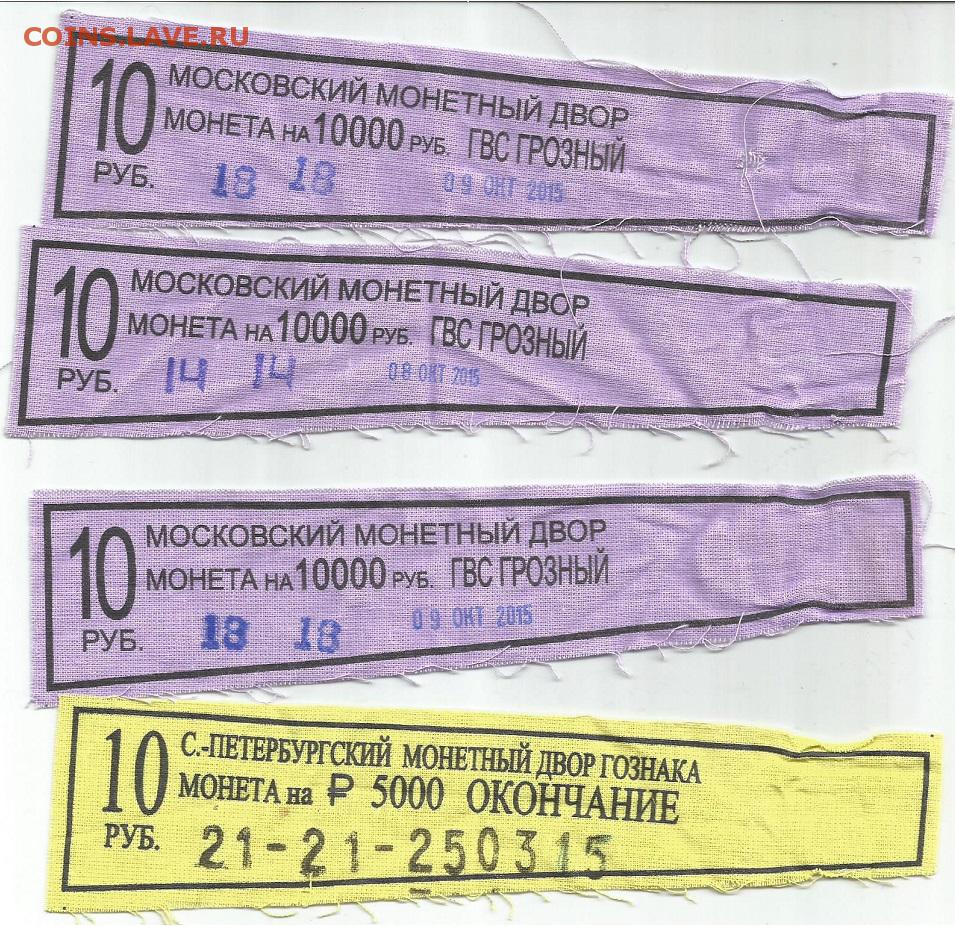 COINS.LAVE.RU
10 МОСКОВСКИЙ МОНЕТНЫЙ ДВОР
МОНЕТА НА 10000 РУБ. ГВС ГРОЗНЫЙ
РУБ. 18 18 09 ОКТ 2015
10 МОСКОВСКИЙ МОНЕТНЫЙ ДВОР
МОНЕТА НА 10000 РУБ. ГВС ГРОЗНЫЙ
РУБ. 14 14 08 ОКТ 2015
10 МОСКОВСКИЙ МОНЕТНЫЙ ДВОР
МОНЕТА НА 10000 РУБ. ГВС ГРОЗНЫЙ
РУБ. 18 18 09 ОКТ 2015
10 С.-ПЕТЕРБУРГСКИЙ МОНЕТНЫЙ ДВОР ГОЗНАКА
МОНЕТА на ₽ 5000 ОКОНЧАНИЕ
РУБ. 21-21-250315